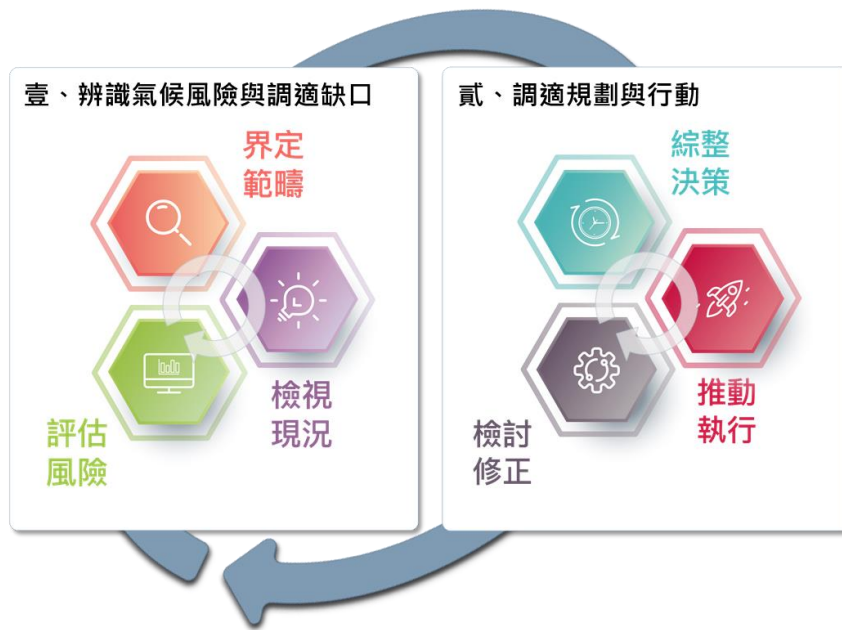 壹、辨識氣候風險與調適缺口
界定
範疇
檢視
現況
評估
風險
貳、調適規劃與行動
綜整
決策
推動
執行
檢討
修正